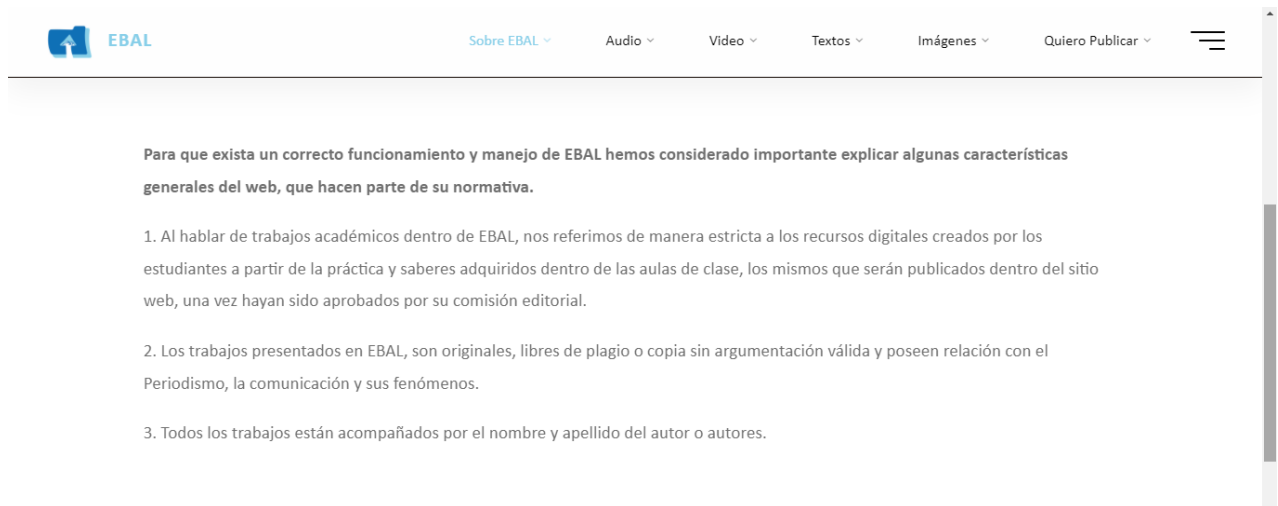 EBAL
Sobre EBAL
Audio
Video
Textos
Imágenes
Quiero Publicar
Para que exista un correcto funcionamiento y manejo de EBAL hemos considerado importante explicar algunas características
generales del web, que hacen parte de su normativa.
1. Al hablar de trabajos académicos dentro de EBAL, nos referimos de manera estricta a los recursos digitales creados por los
estudiantes a partir de la práctica y saberes adquiridos dentro de las aulas de clase, los mismos que serán publicados dentro del sitio
web, una vez hayan sido aprobados por su comisión editorial.
2. Los trabajos presentados en EBAL, son originales, libres de plagio o copia sin argumentación válida y poseen relación con el
Periodismo, la comunicación y sus fenómenos.
3. Todos los trabajos están acompañados por el nombre y apellido del autor o autores.